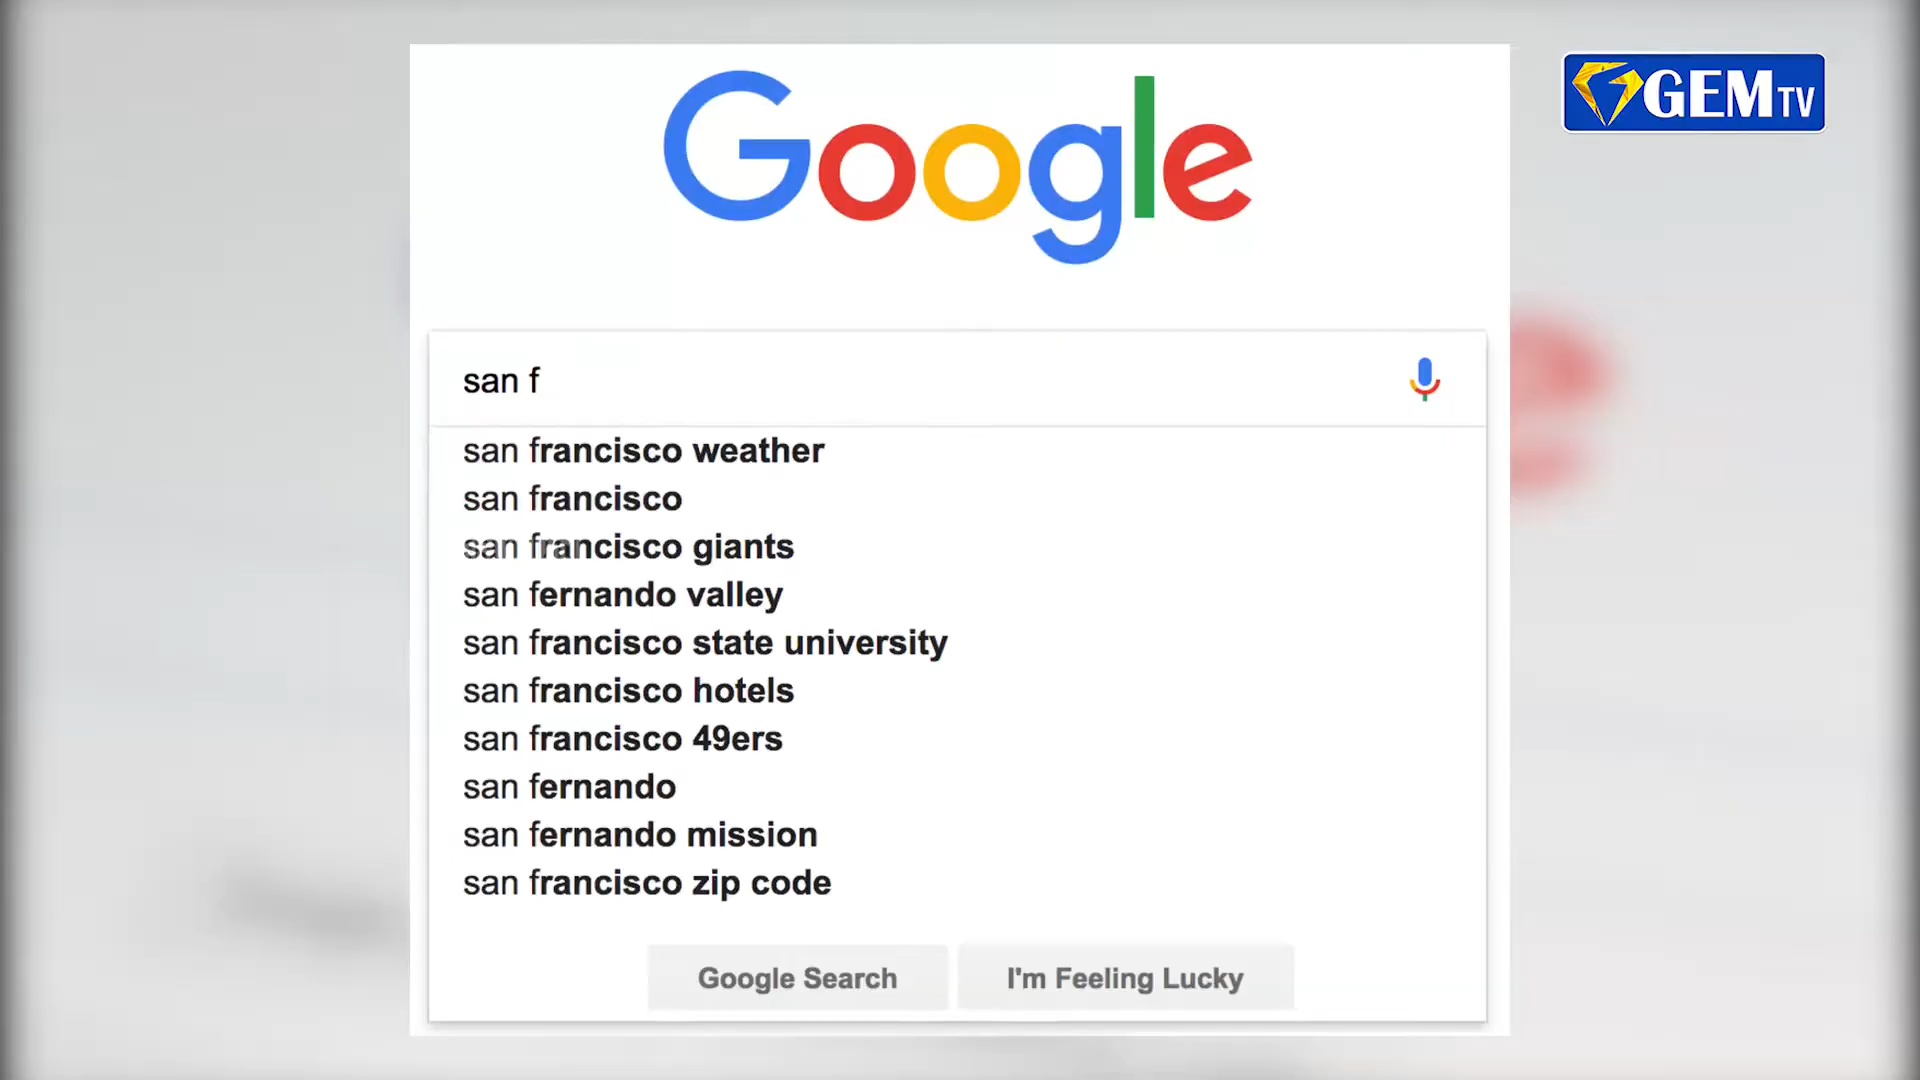 Google
GEM TV
san f
san francisco weather
san francisco
san francisco giants
san fernando valley
san francisco state university
san francisco hotels
san francisco 49ers
san fernando
san fernando mission
san francisco zip code
Google Search
I'm Feeling Lucky